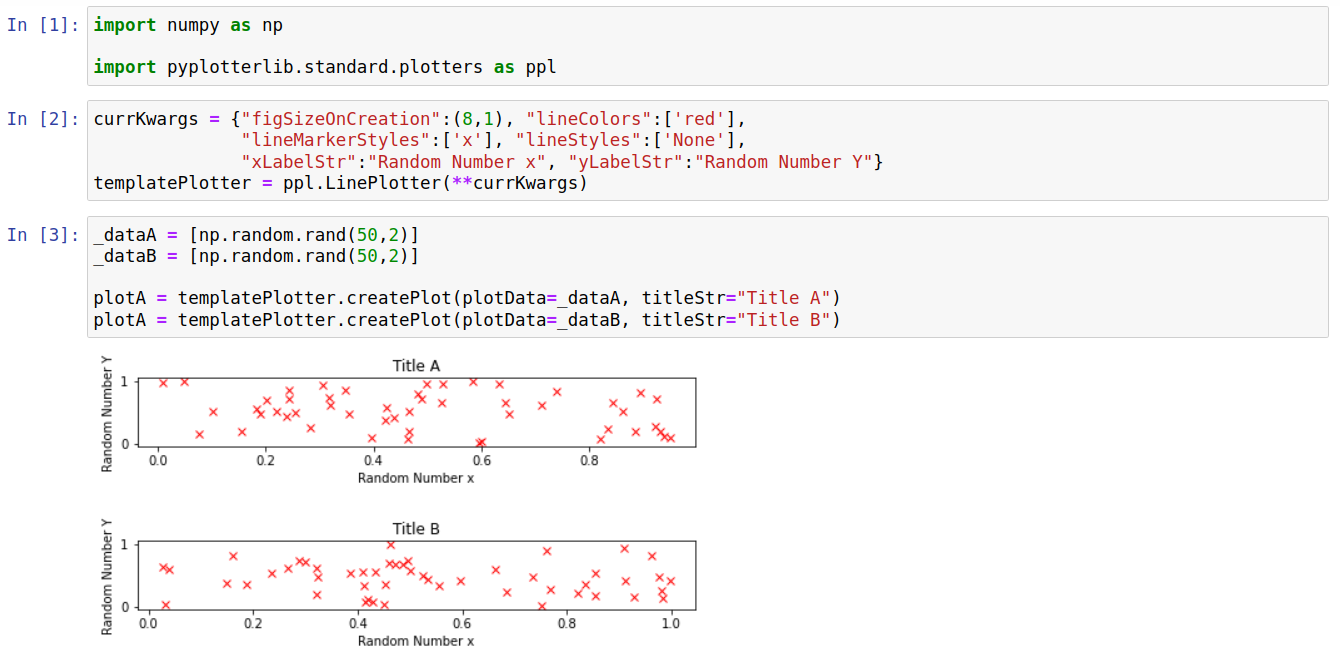 In [1]: import numpy as np
import pyplotterlib.standard.plotters as ppl
In [2]: currKwargs = {"figSizeOnCreation":(8,1), "lineColors":['red'],
"lineMarkerStyles":['x'], "lineStyles":['None'],
"xLabelStr":"Random Number x", "yLabelStr":"Random Number Y"}
templatePlotter = ppl.LinePlotter(**currKwargs)
In [3]: _dataA = [np.random.rand(50,2)]
_dataB = [np.random.rand(50,2)]
plotA = templatePlotter.createPlot(plotData=_dataA, titleStr="Title A")
plotA = templatePlotter.createPlot(plotData=_dataB, titleStr="Title B")
Title A
Random Number Y
1
0
0.0 0.2 0.4 0.6 0.8
Random Number x
Title B
Random Number Y
1
0
0.0 0.2 0.4 0.6 0.8 1.0
Random Number x